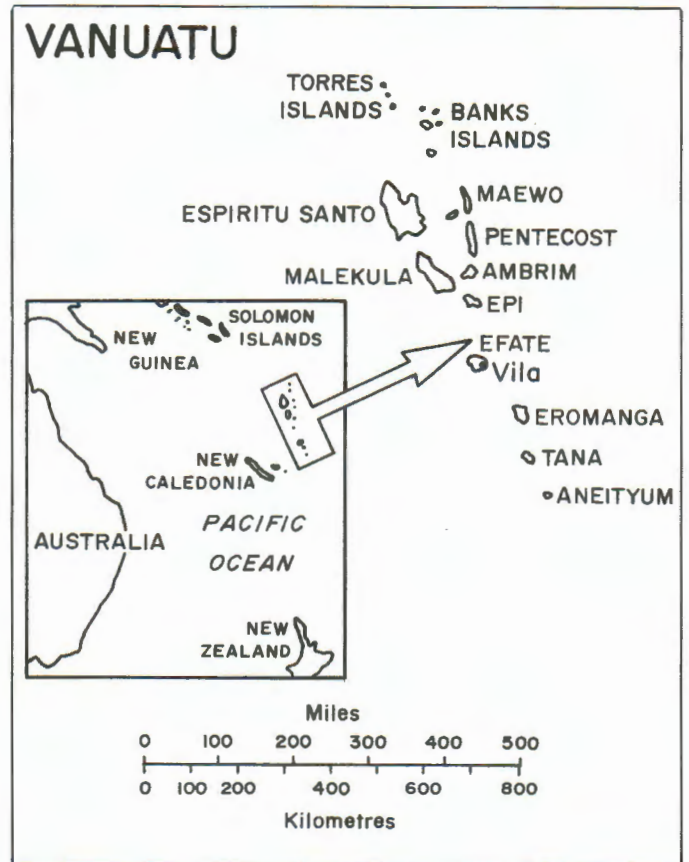 VANUATU
TORRES
ISLANDS
BANKS
ISLANDS
MAEWO
ESPIRITU SANTO
PENTECOST
MALEKULA
AMBRIM
EPI
EFATE
Vila
EROMANGA
TANA
ANEITYUM
SOLOMON
ISLANDS
NEW
GUINEA
NEW
CALEDONIA
PACIFIC
OCEAN
AUSTRALIA
NEW
ZEALAND
Miles
0 100 200 300 400 500
0 100 200 400 600 800
Kilometres